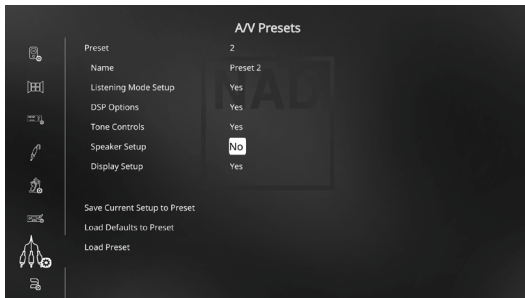 A/V Presets
Preset 2
Name Preset 2
Listening Mode Setup Yes
DSP Options Yes
Tone Controls Yes
Speaker Setup No
Display Setup Yes
Save Current Setup to Preset
Load Defaults to Preset
Load Preset
NAD